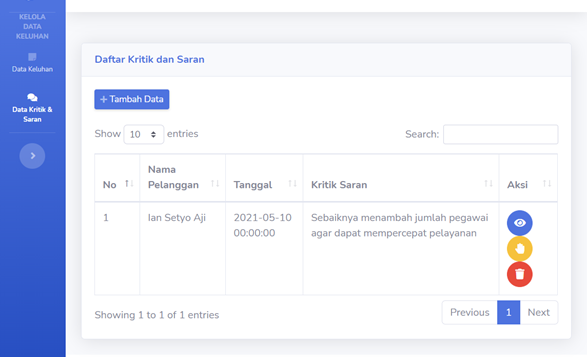 KELOLA
DATA
KELUHAN
Data Keluhan
Data Kritik &
Saran
Daftar Kritik dan Saran
+ Tambah Data
Show 10 entries
Search:
No
Nama
Pelanggan
Tanggal
Kritik Saran
Aksi
1
Ian Setyo Aji
2021-05-10
00:00:00
Sebaiknya menambah jumlah pegawai
agar dapat mempercepat pelayanan
Showing 1 to 1 of 1 entries
Previous 1 Next